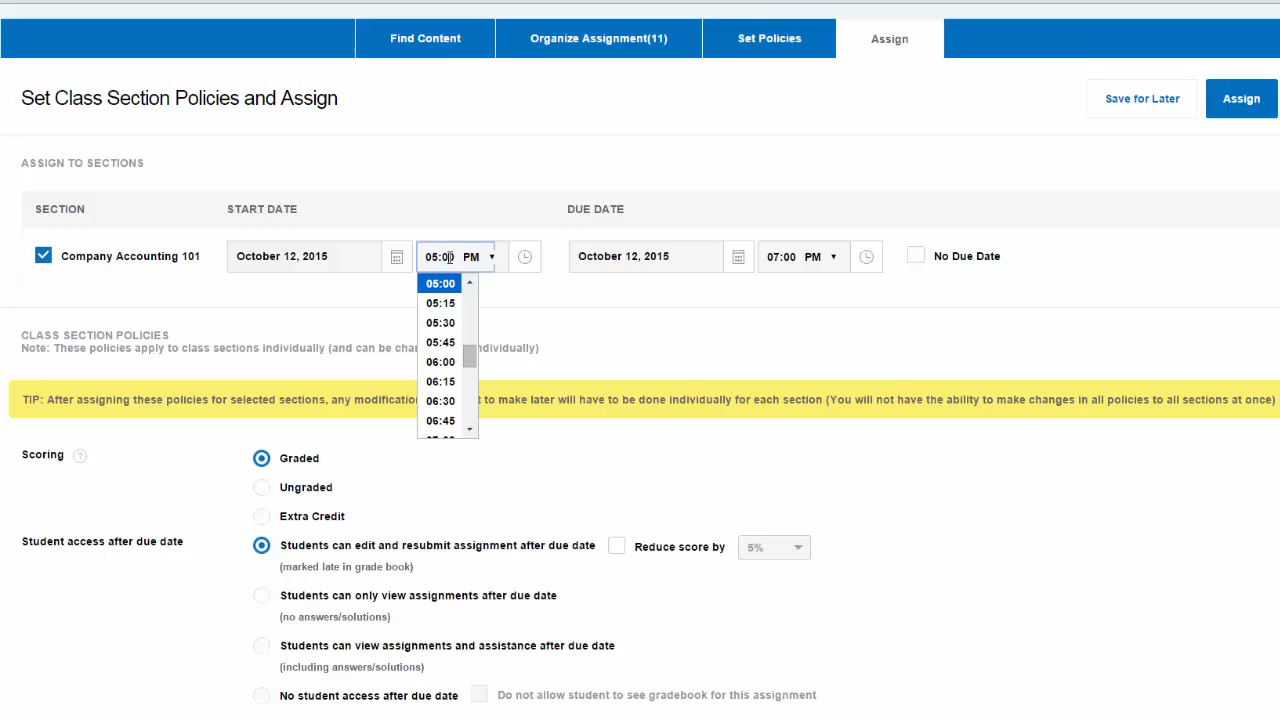 Find Content Organize Assignment(11) Set Policies Assign
Set Class Section Policies and Assign Save for Later Assign
ASSIGN TO SECTIONS
SECTION START DATE DUE DATE
Company Accounting 101 October 12, 2015 05:00 PM October 12, 2015 07:00 PM No Due Date
05:00
05:15
05:30
05:45
06:00
06:15
06:30
06:45
CLASS SECTION POLICIES
Note: These policies apply to class sections individually (and can be ndividually)
TIP: After assigning these policies for selected sections, any modification t to make later will have to be done individually for each section (You will not have the ability to make changes in all policies to all sections at once)
Scoring ? Graded
Ungraded
Extra Credit
Student access after due date Students can edit and resubmit assignment after due date Reduce score by 5%
(marked late in grade book)
Students can only view assignments after due date
(no answers/solutions)
Students can view assignments and assistance after due date
(including answers/solutions)
No student access after due date Do not allow student to see gradebook for this assignment